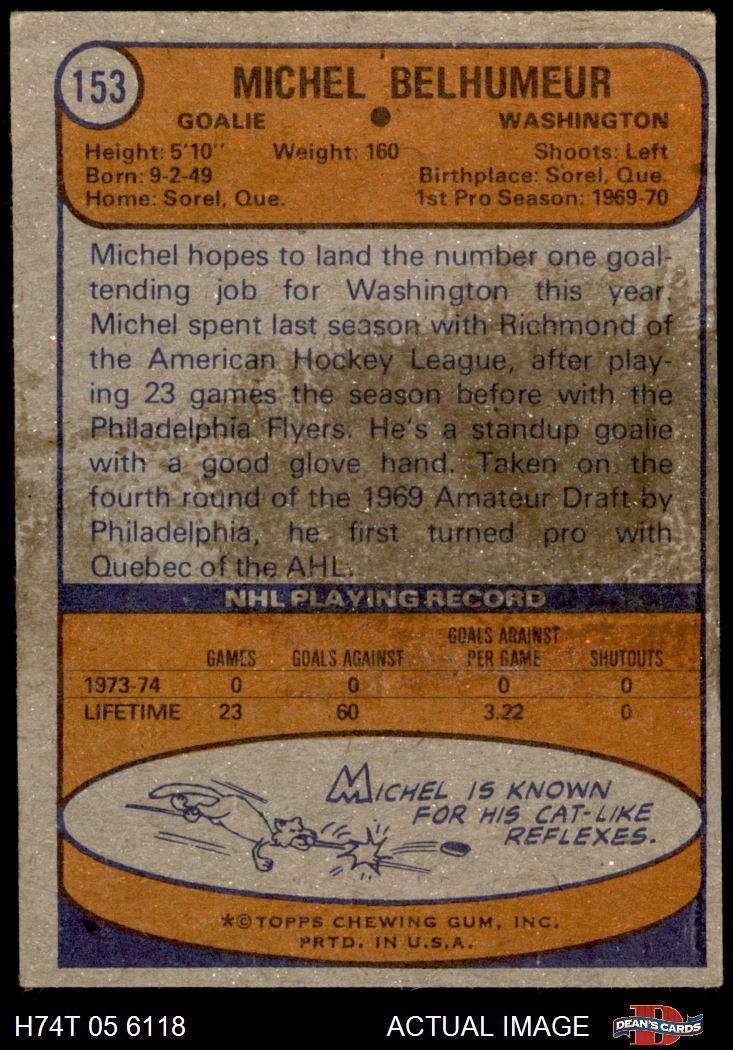 153
MICHEL BELHUMEUR
GOALIE ● WASHINGTON
Height: 5'10" Weight: 160 Shoots: Left
Born: 9-2-49 Birthplace: Sorel, Que.
Home: Sorel, Que. 1st Pro Season: 1969-70
Michel hopes to land the number one goal-
tending job for Washington this year.
Michel spent last season with Richmond of
the American Hockey League, after play-
ing 23 games the season before with the
Philadelphia Flyers. He's a standup goalie
with a good glove hand. Taken on the
fourth round of the 1969 Amateur Draft by
Philadelphia, he first turned pro with
Quebec of the AHL.
NHL PLAYING RECORD
GAMES GOALS AGAINST GOALS AGAINST PER GAME SHUTOUTS
1973-74 0 0 0 0
LIFETIME 23 60 3.22 0
MICHEL IS KNOWN
FOR HIS CAT-LIKE
REFLEXES.
*©TOPPS CHEWING GUM, INC.
PRTD. IN U.S.A.
H74T 05 6118 ACTUAL IMAGE D DEAN'S CARDS